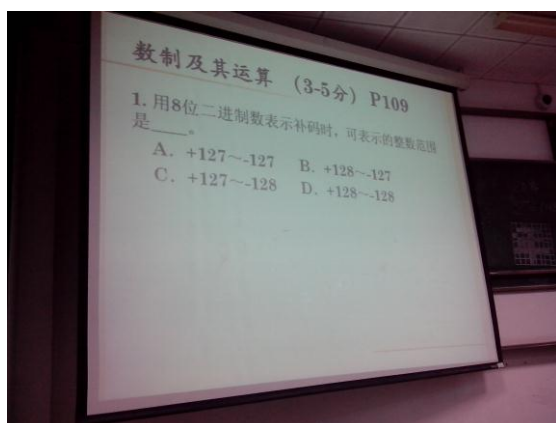 数制及其运算 （3-5分）P109
1. 用8位二进制数表示补码时，可表示的整数范围
是____。
A. +127～-127 B. +128～-127
C. +127～-128 D. +128～-128